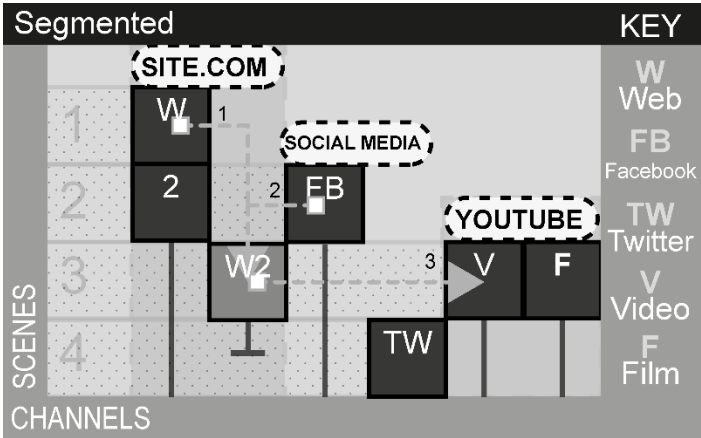 Segmented
KEY
SITE.COM
W
Web
1
W
1
SOCIAL MEDIA
FB
Facebook
2
2
2
FB
YOUTUBE
TW
Twitter
3
W2
3
V
F
V
Video
4
TW
F
Film
SCENES
CHANNELS